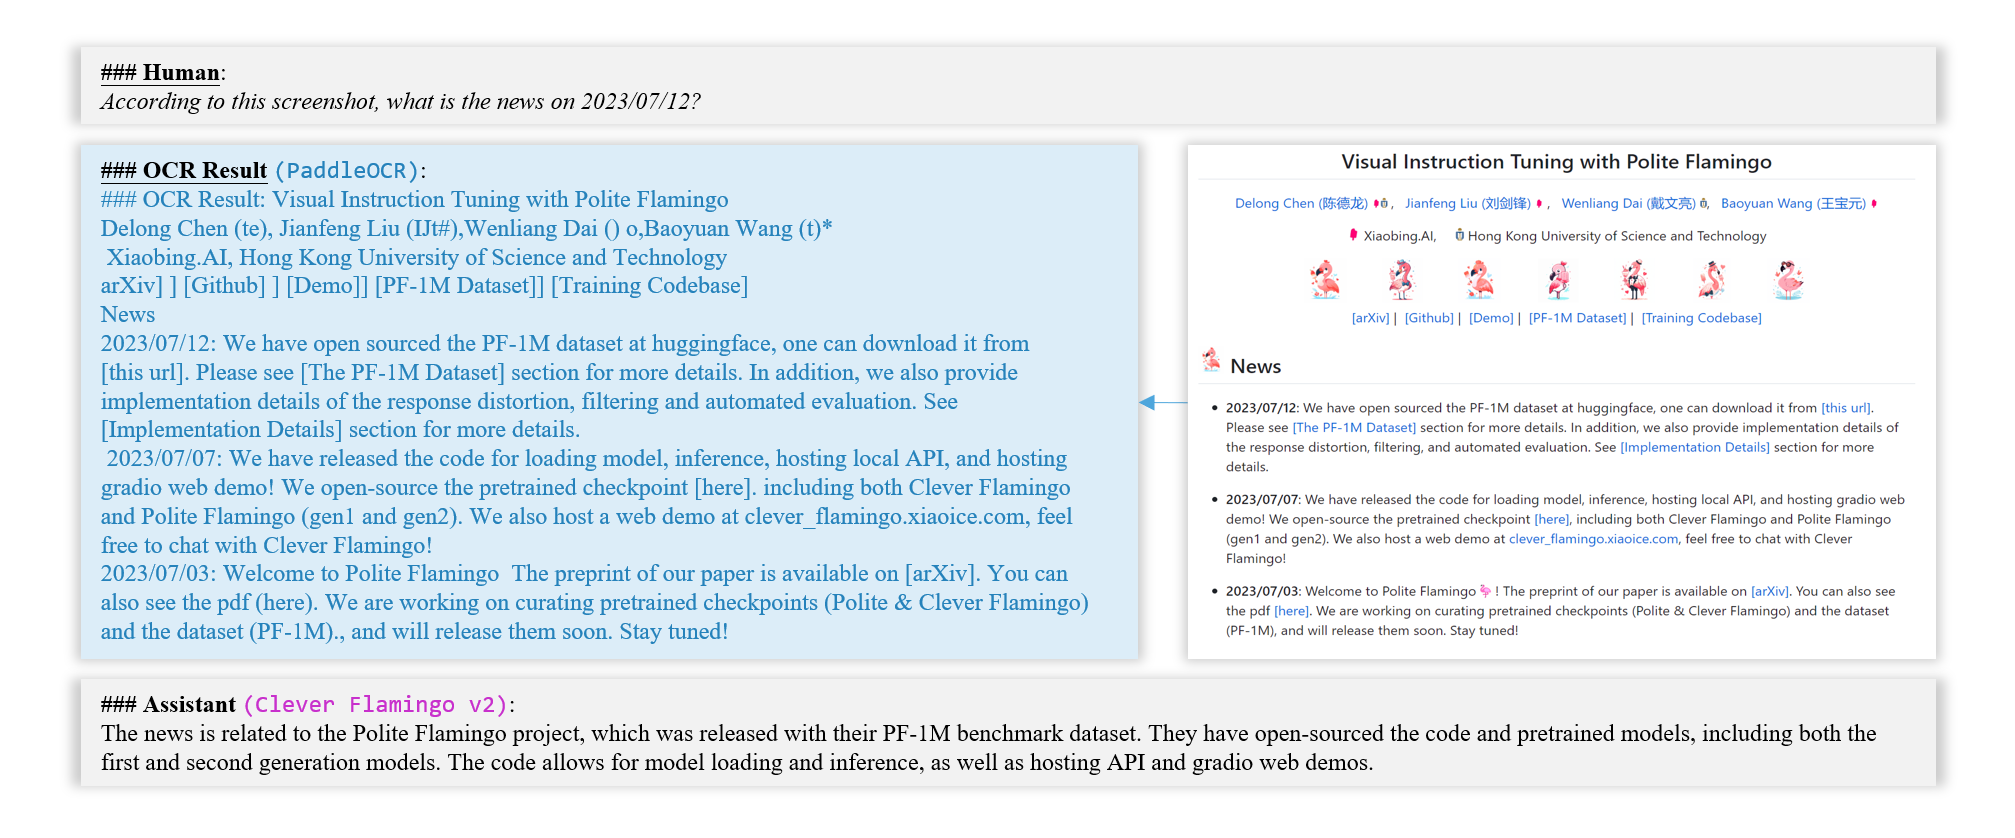 ### Human:
According to this screenshot, what is the news on 2023/07/12?
### OCR Result (PaddleOCR):
### OCR Result: Visual Instruction Tuning with Polite Flamingo
Delong Chen (te), Jianfeng Liu (IJt#),Wenliang Dai () o,Baoyuan Wang (t)*
Xiaobing.AI, Hong Kong University of Science and Technology
arXiv] ] [Github] ] [Demo]] [PF-1M Dataset]] [Training Codebase]
News
2023/07/12: We have open sourced the PF-1M dataset at huggingface, one can download it from
[this url]. Please see [The PF-1M Dataset] section for more details. In addition, we also provide
implementation details of the response distortion, filtering and automated evaluation. See
[Implementation Details] section for more details.
2023/07/07: We have released the code for loading model, inference, hosting local API, and hosting
gradio web demo! We open-source the pretrained checkpoint [here]. including both Clever Flamingo
and Polite Flamingo (gen1 and gen2). We also host a web demo at clever_flamingo.xiaoice.com, feel
free to chat with Clever Flamingo!
2023/07/03: Welcome to Polite Flamingo  The preprint of our paper is available on [arXiv]. You can
also see the pdf (here). We are working on curating pretrained checkpoints (Polite & Clever Flamingo)
and the dataset (PF-1M)., and will release them soon. Stay tuned!
Visual Instruction Tuning with Polite Flamingo
Delong Chen (陈德龙) , Jianfeng Liu (刘剑锋) , Wenliang Dai (戴文亮) , Baoyuan Wang (王宝元)
Xiaobing.AI, Hong Kong University of Science and Technology
[arXiv] | [Github] | [Demo] | [PF-1M Dataset] | [Training Codebase]
News
• 2023/07/12: We have open sourced the PF-1M dataset at huggingface, one can download it from [this url].
Please see [The PF-1M Dataset] section for more details. In addition, we also provide implementation details of
the response distortion, filtering, and automated evaluation. See [Implementation Details] section for more
details.
• 2023/07/07: We have released the code for loading model, inference, hosting local API, and hosting gradio web
demo! We open-source the pretrained checkpoint [here], including both Clever Flamingo and Polite Flamingo
(gen1 and gen2). We also host a web demo at clever_flamingo.xiaoice.com, feel free to chat with Clever
Flamingo!
• 2023/07/03: Welcome to Polite Flamingo 🦩 ! The preprint of our paper is available on [arXiv]. You can also see
the pdf [here]. We are working on curating pretrained checkpoints (Polite & Clever Flamingo) and the dataset
(PF-1M), and will release them soon. Stay tuned!
### Assistant (Clever Flamingo v2):
The news is related to the Polite Flamingo project, which was released with their PF-1M benchmark dataset. They have open-sourced the code and pretrained models, including both the
first and second generation models. The code allows for model loading and inference, as well as hosting API and gradio web demos.